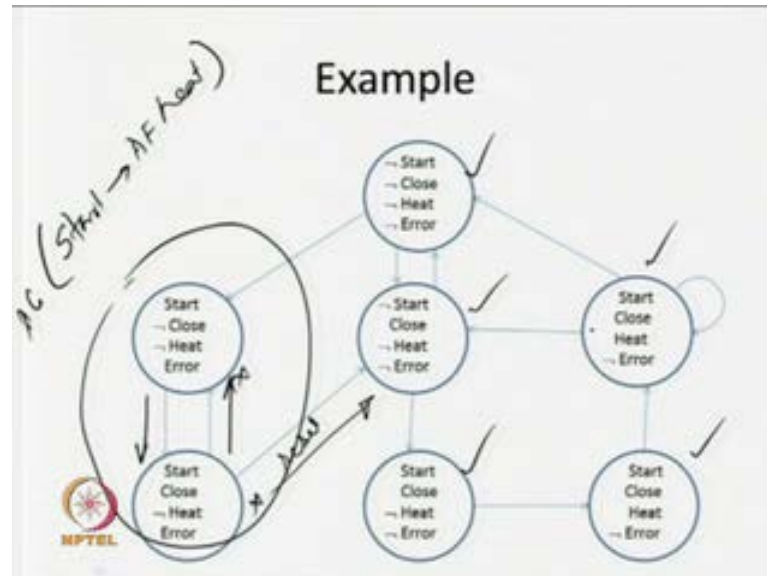 Example
AG (Start → AF heat)
¬ Start
¬ Close
¬ Heat
¬ Error
Start
¬ Close
¬ Heat
Error
¬ Start
Close
¬ Heat
¬ Error
Start
Close
Heat
¬ Error
Start
Close
¬ Heat
Error
Start
Close
¬ Heat
¬ Error
Start
Close
Heat
¬ Error
NPTEL